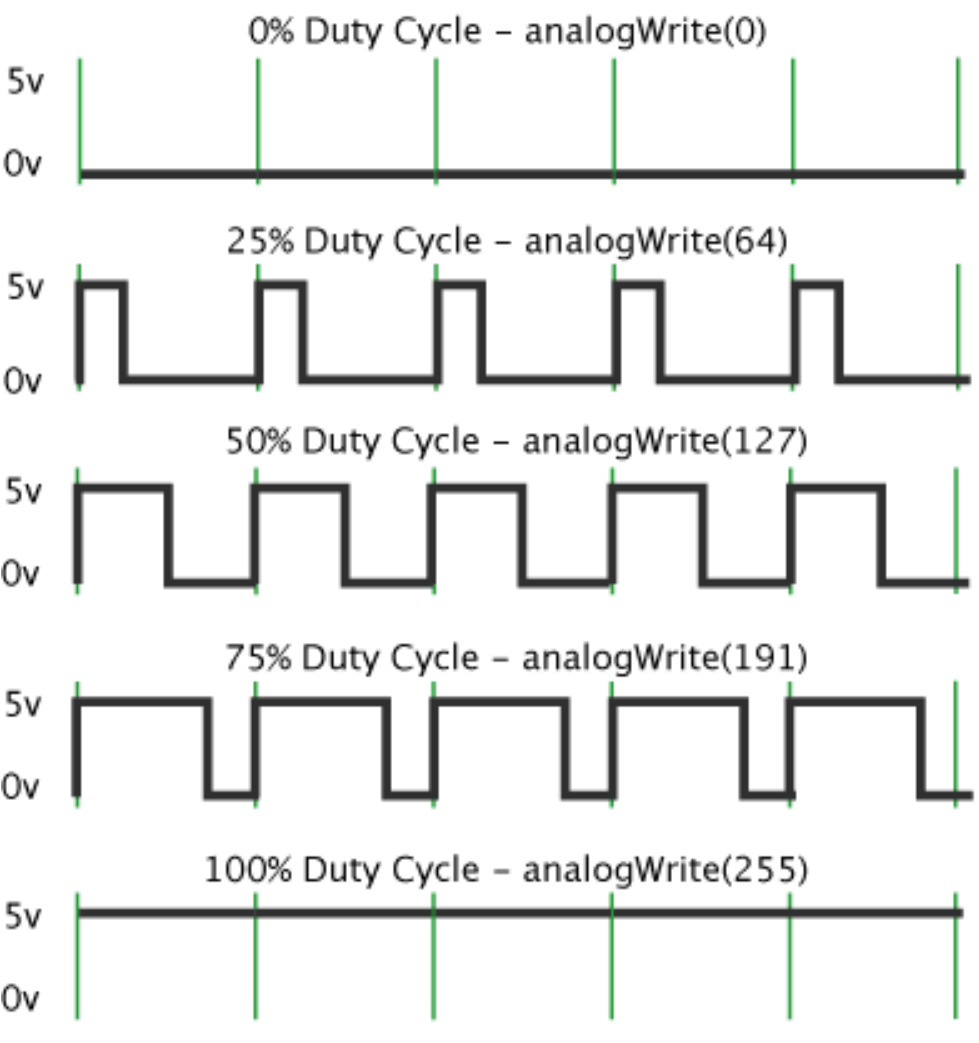 0% Duty Cycle – analogWrite(0)
5v
0v
25% Duty Cycle – analogWrite(64)
5v
0v
50% Duty Cycle – analogWrite(127)
5v
0v
75% Duty Cycle – analogWrite(191)
5v
0v
100% Duty Cycle – analogWrite(255)
5v
0v